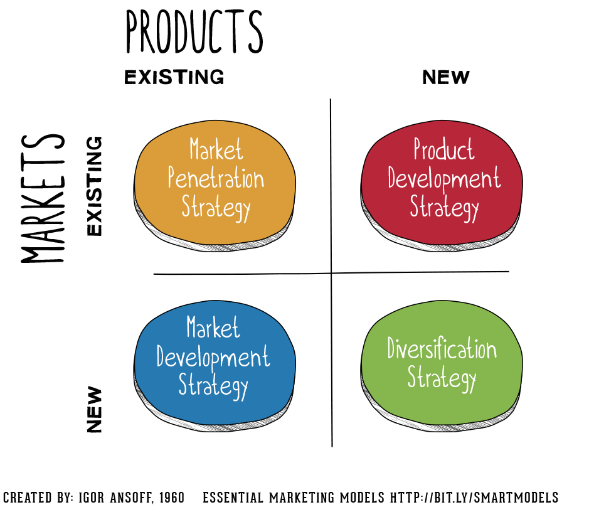 PRODUCTS
EXISTING NEW
MARKETS
EXISTING
Market
Penetration
Strategy
Product
Development
Strategy
NEW
Market
Development
Strategy
Diversification
Strategy
CREATED BY: IGOR ANSOFF, 1960 ESSENTIAL MARKETING MODELS HTTP://BIT.LY/SMARTMODELS